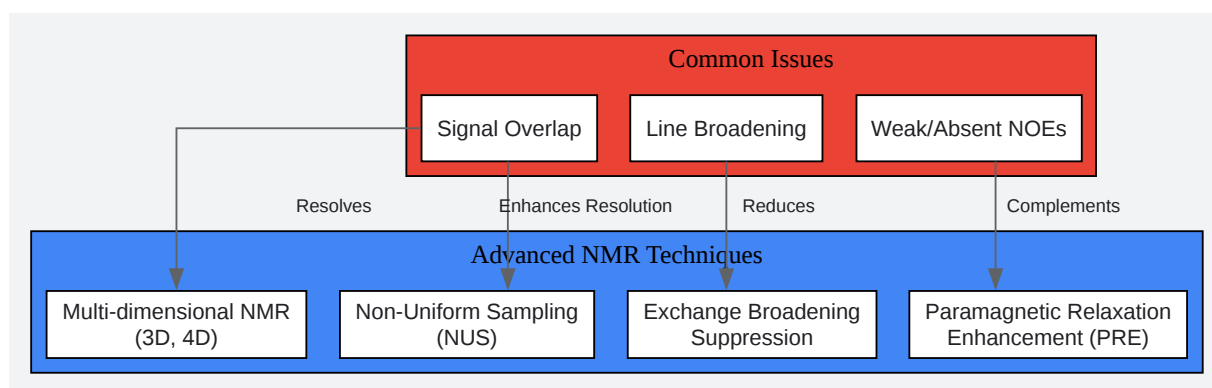 Common Issues
Signal Overlap
Line Broadening
Weak/Absent NOEs
Resolves
Enhances Resolution
Reduces
Complements
Advanced NMR Techniques
Multi-dimensional NMR
(3D, 4D)
Non-Uniform Sampling
(NUS)
Exchange Broadening
Suppression
Paramagnetic Relaxation
Enhancement (PRE)